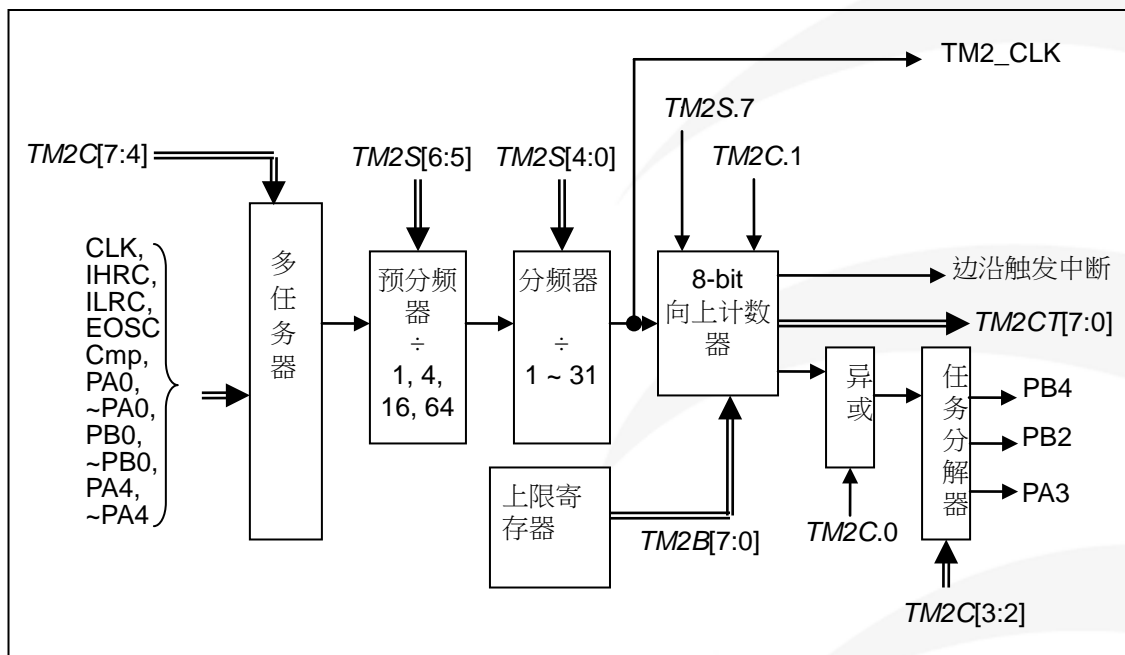 TM2_CLK
TM2S.7
TM2C[7:4]
TM2S[6:5]
TM2S[4:0]
TM2C.1
CLK,
IHRC,
ILRC,
EOSC
Cmp,
PA0,
~PA0,
PB0,
~PB0,
PA4,
~PA4
多
任
务
器
预分频
器
÷
1, 4,
16, 64
分频器
÷
1 ~ 31
8-bit
向上计数
器
边沿触发中断
TM2CT[7:0]
异
或
任
务
分
解
器
PB4
PB2
PA3
上限寄
存器
TM2B[7:0]
TM2C.0
TM2C[3:2]